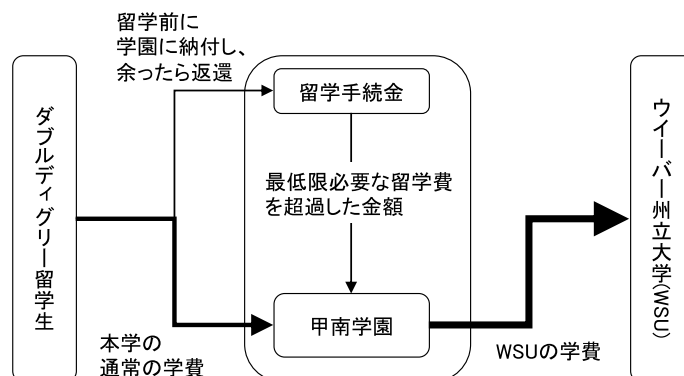 留学前に
学園に納付し、
余ったら返還
ダブルディグリー留学生
留学手続金
最低限必要な留学費
を超過した金額
甲南学園
本学の
通常の学費
WSUの学費
ウイーバー州立大学(WSU)